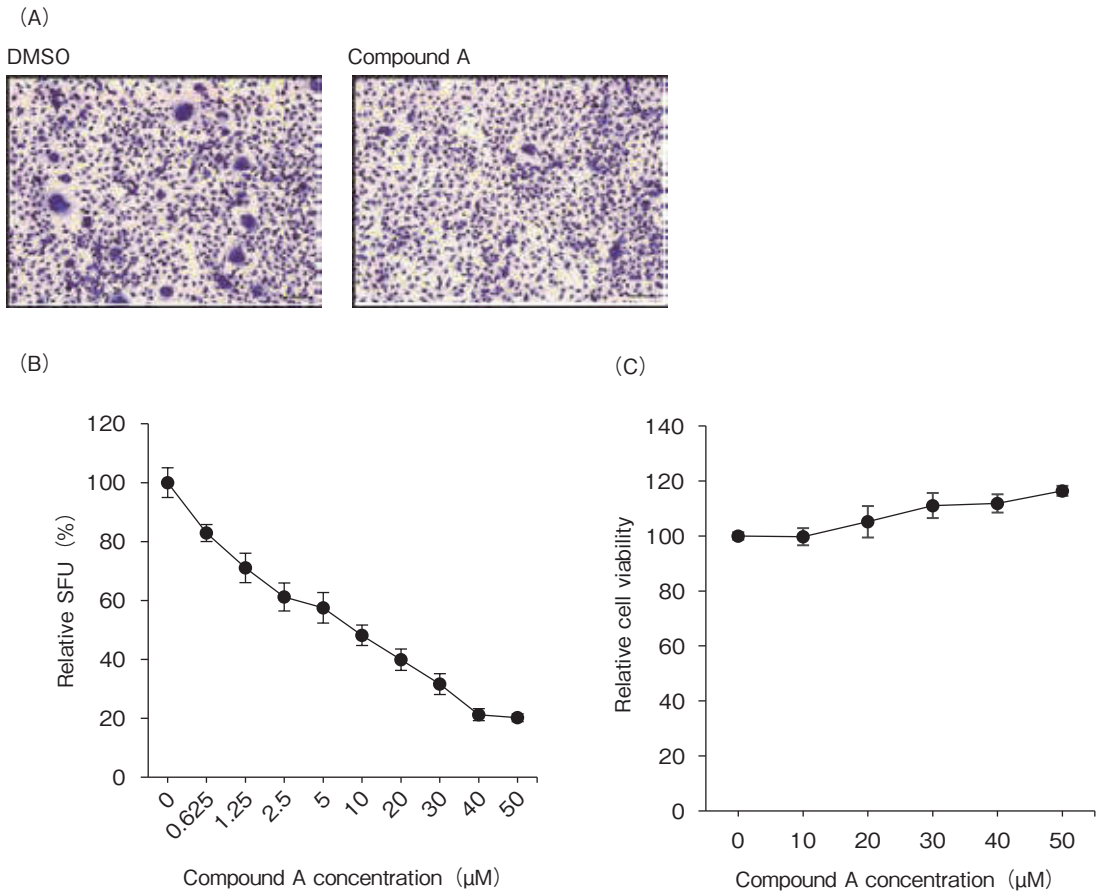 （A）
DMSO
Compound A
（B）
120
100
80
60
40
20
0
Relative SFU（%）
0
0.625
1.25
2.5
5
10
20
30
40
50
Compound A concentration（μM）
（C）
140
120
100
80
60
40
20
0
Relative cell viability
0 10 20 30 40 50
Compound A concentration（μM）